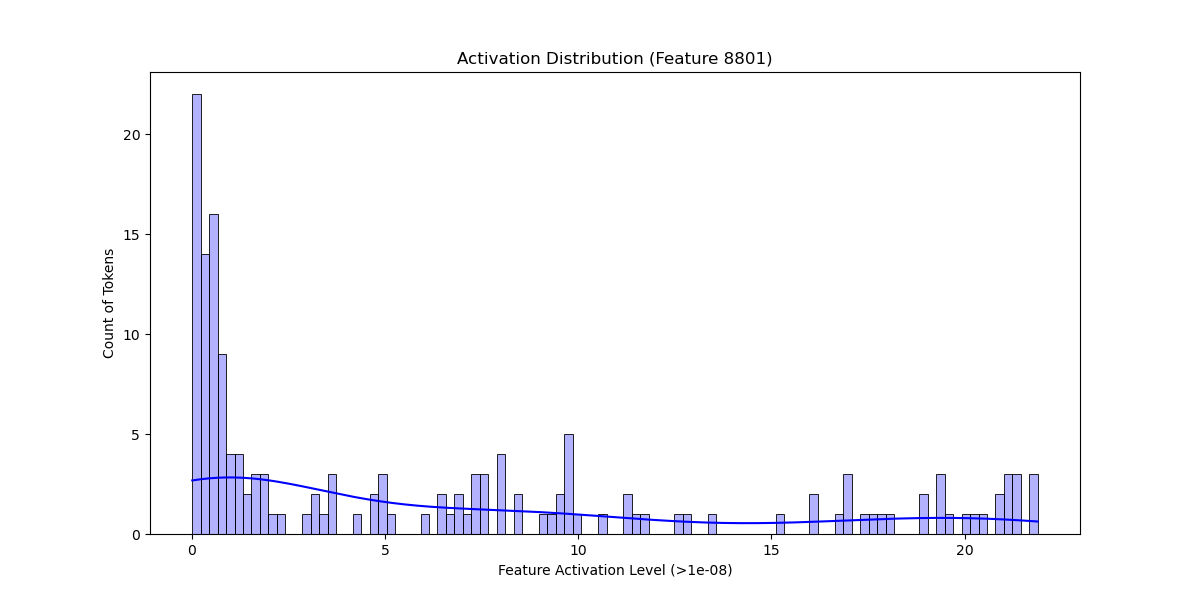 Activation Distribution (Feature 8801)
20
15
10
5
0
Count of Tokens
0 5 10 15 20
Feature Activation Level (>1e-08)